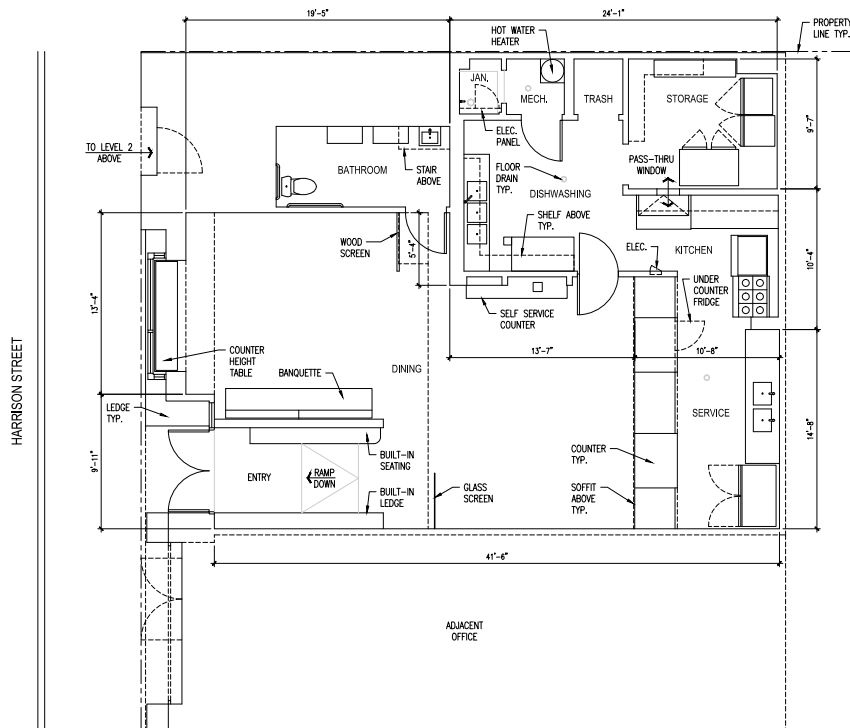 19'-5"
24'-1"
PROPERTY
LINE TYP.
HOT WATER
HEATER
JAN.
MECH.
TRASH
STORAGE
9'-7"
ELEC.
PANEL
TO LEVEL 2
ABOVE
BATHROOM
STAIR
ABOVE
FLOOR
DRAIN
TYP.
DISHWASHING
PASS-THRU
WINDOW
SHELF ABOVE
TYP.
WOOD
SCREEN
5'-4"
ELEC.
KITCHEN
10'-4"
UNDER
COUNTER
FRIDGE
SELF SERVICE
COUNTER
13'-4"
HARRISON STREET
COUNTER
HEIGHT
TABLE
BANQUETTE
DINING
13'-7"
10'-8"
LEDGE
TYP.
SERVICE
14'-8"
9'-11"
ENTRY
RAMP
DOWN
BUILT-IN
SEATING
BUILT-IN
LEDGE
GLASS
SCREEN
COUNTER
TYP.
SOFFIT
ABOVE
TYP.
41'-6"
ADJACENT
OFFICE